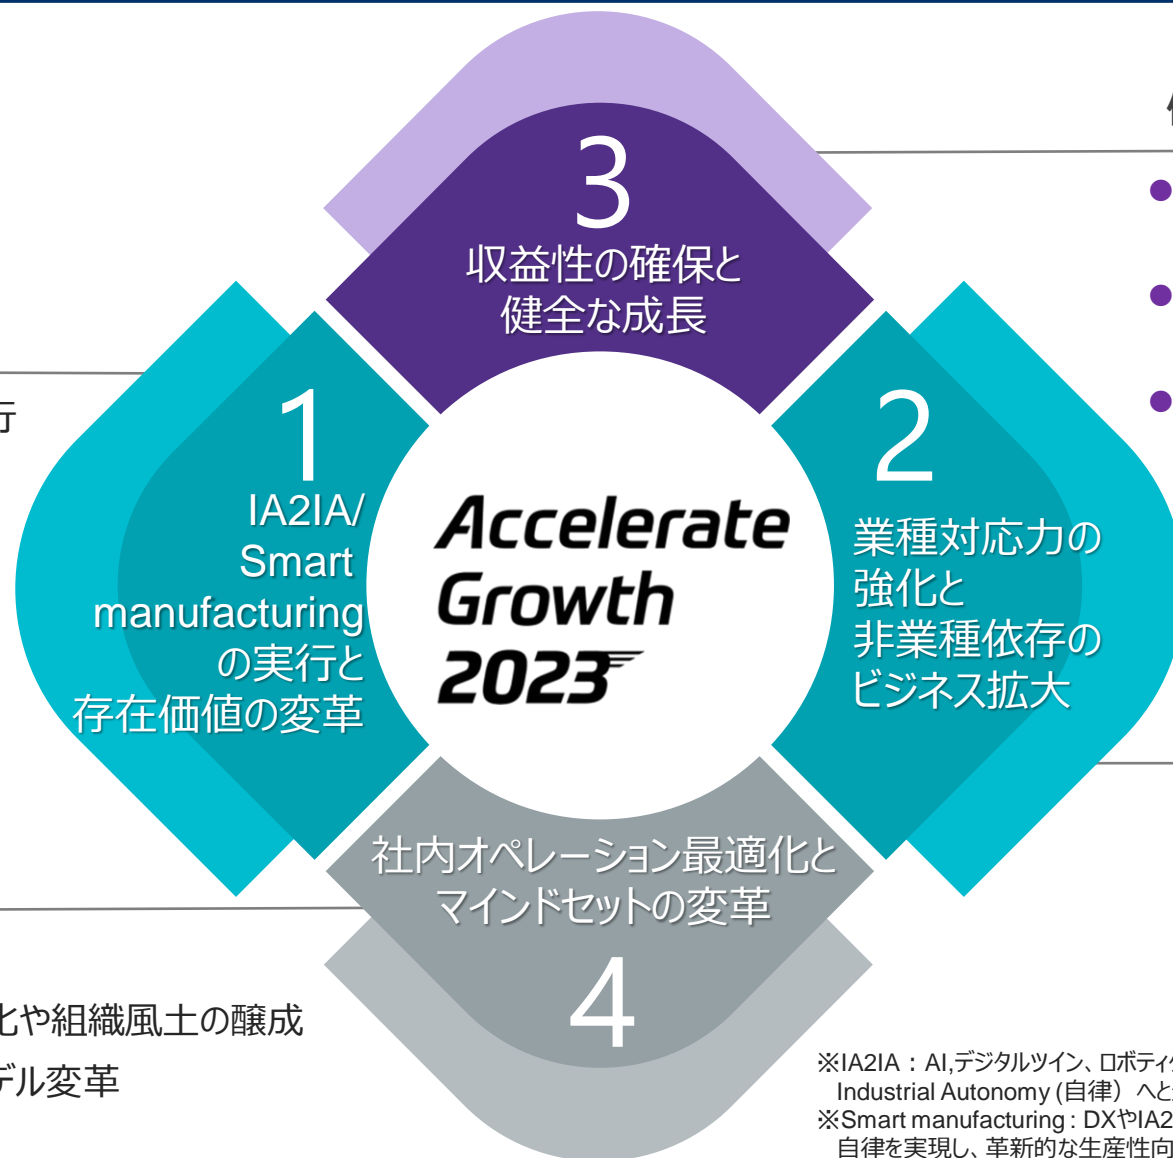 3
収益性の確保と
健全な成長
行
1
IA2IA/
Smart
manufacturing
の実行と
存在価値の変革
Accelerate
Growth
2023
2
業種対応力の
強化と
非業種依存の
ビジネス拡大
社内オペレーション最適化と
マインドセットの変革
4
化や組織風土の醸成
デル変革
※IA2IA：AI,デジタルツイン、ロボティ
Industrial Autonomy (自律）へと
※Smart manufacturing : DXやIA2
自律を実現し、革新的な生産性向